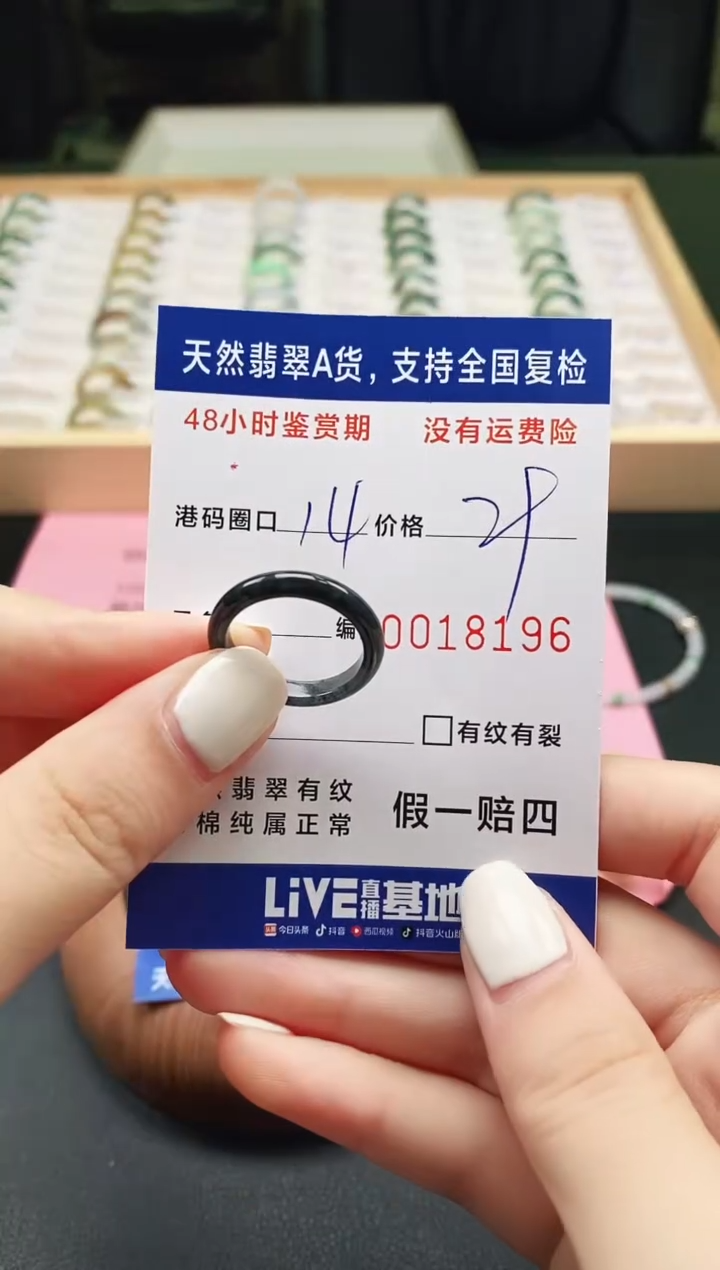 天然翡翠A货，支持全国复检
48小时鉴赏期 没有运费险
港码圈口 14 价格
编 0018196
□有纹有裂
翡翠有纹
棉纯属正常
假一赔四
LiVE直播基地
今日头条 抖音 西瓜视频 抖音火山